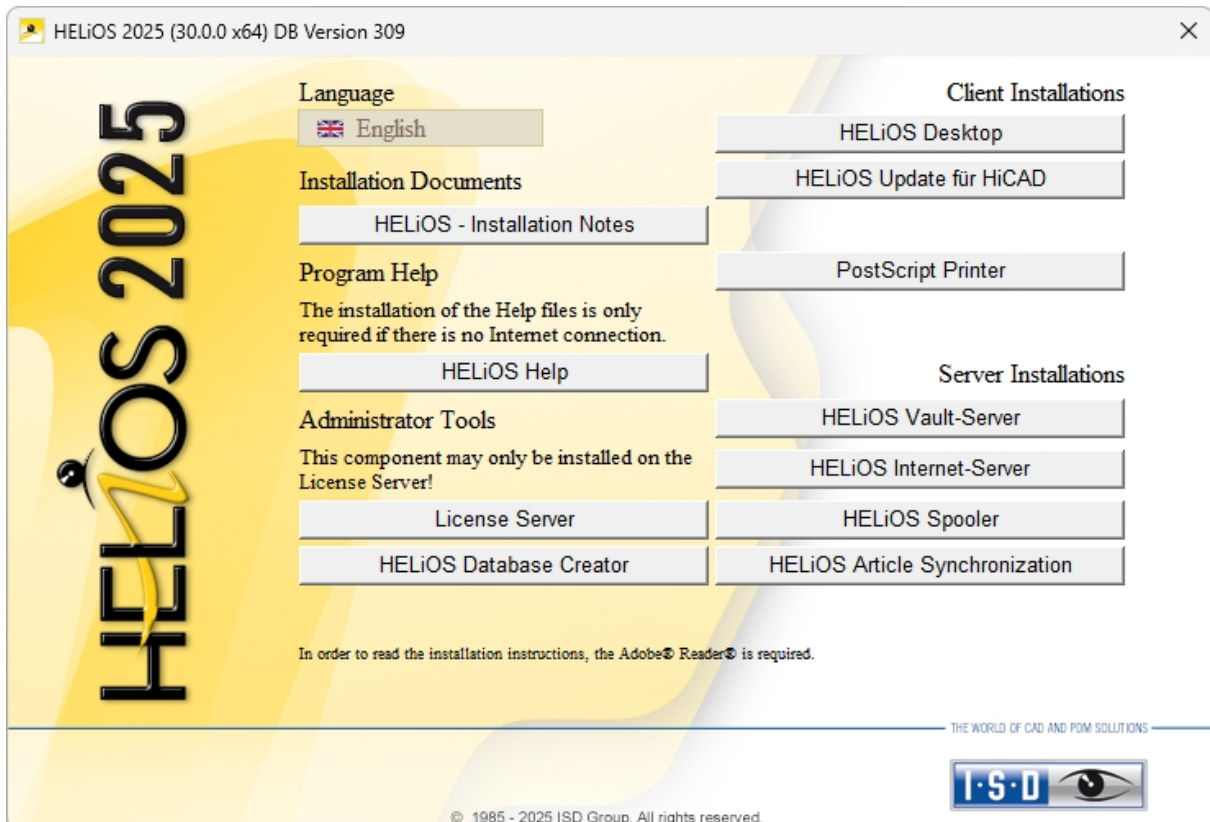 HELiOS 2025 (30.0.0 x64) DB Version 309
HELiOS 2025
Language
English
Installation Documents
HELiOS - Installation Notes
Program Help
The installation of the Help files is only
required if there is no Internet connection.
HELiOS Help
Administrator Tools
This component may only be installed on the
License Server!
License Server
HELiOS Database Creator
Client Installations
HELiOS Desktop
HELiOS Update für HiCAD
PostScript Printer
Server Installations
HELiOS Vault-Server
HELiOS Internet-Server
HELiOS Spooler
HELiOS Article Synchronization
In order to read the installation instructions, the Adobe® Reader® is required.
THE WORLD OF CAD AND PDM SOLUTIONS
I·S·D
© 1985 - 2025 ISD Group. All rights reserved.